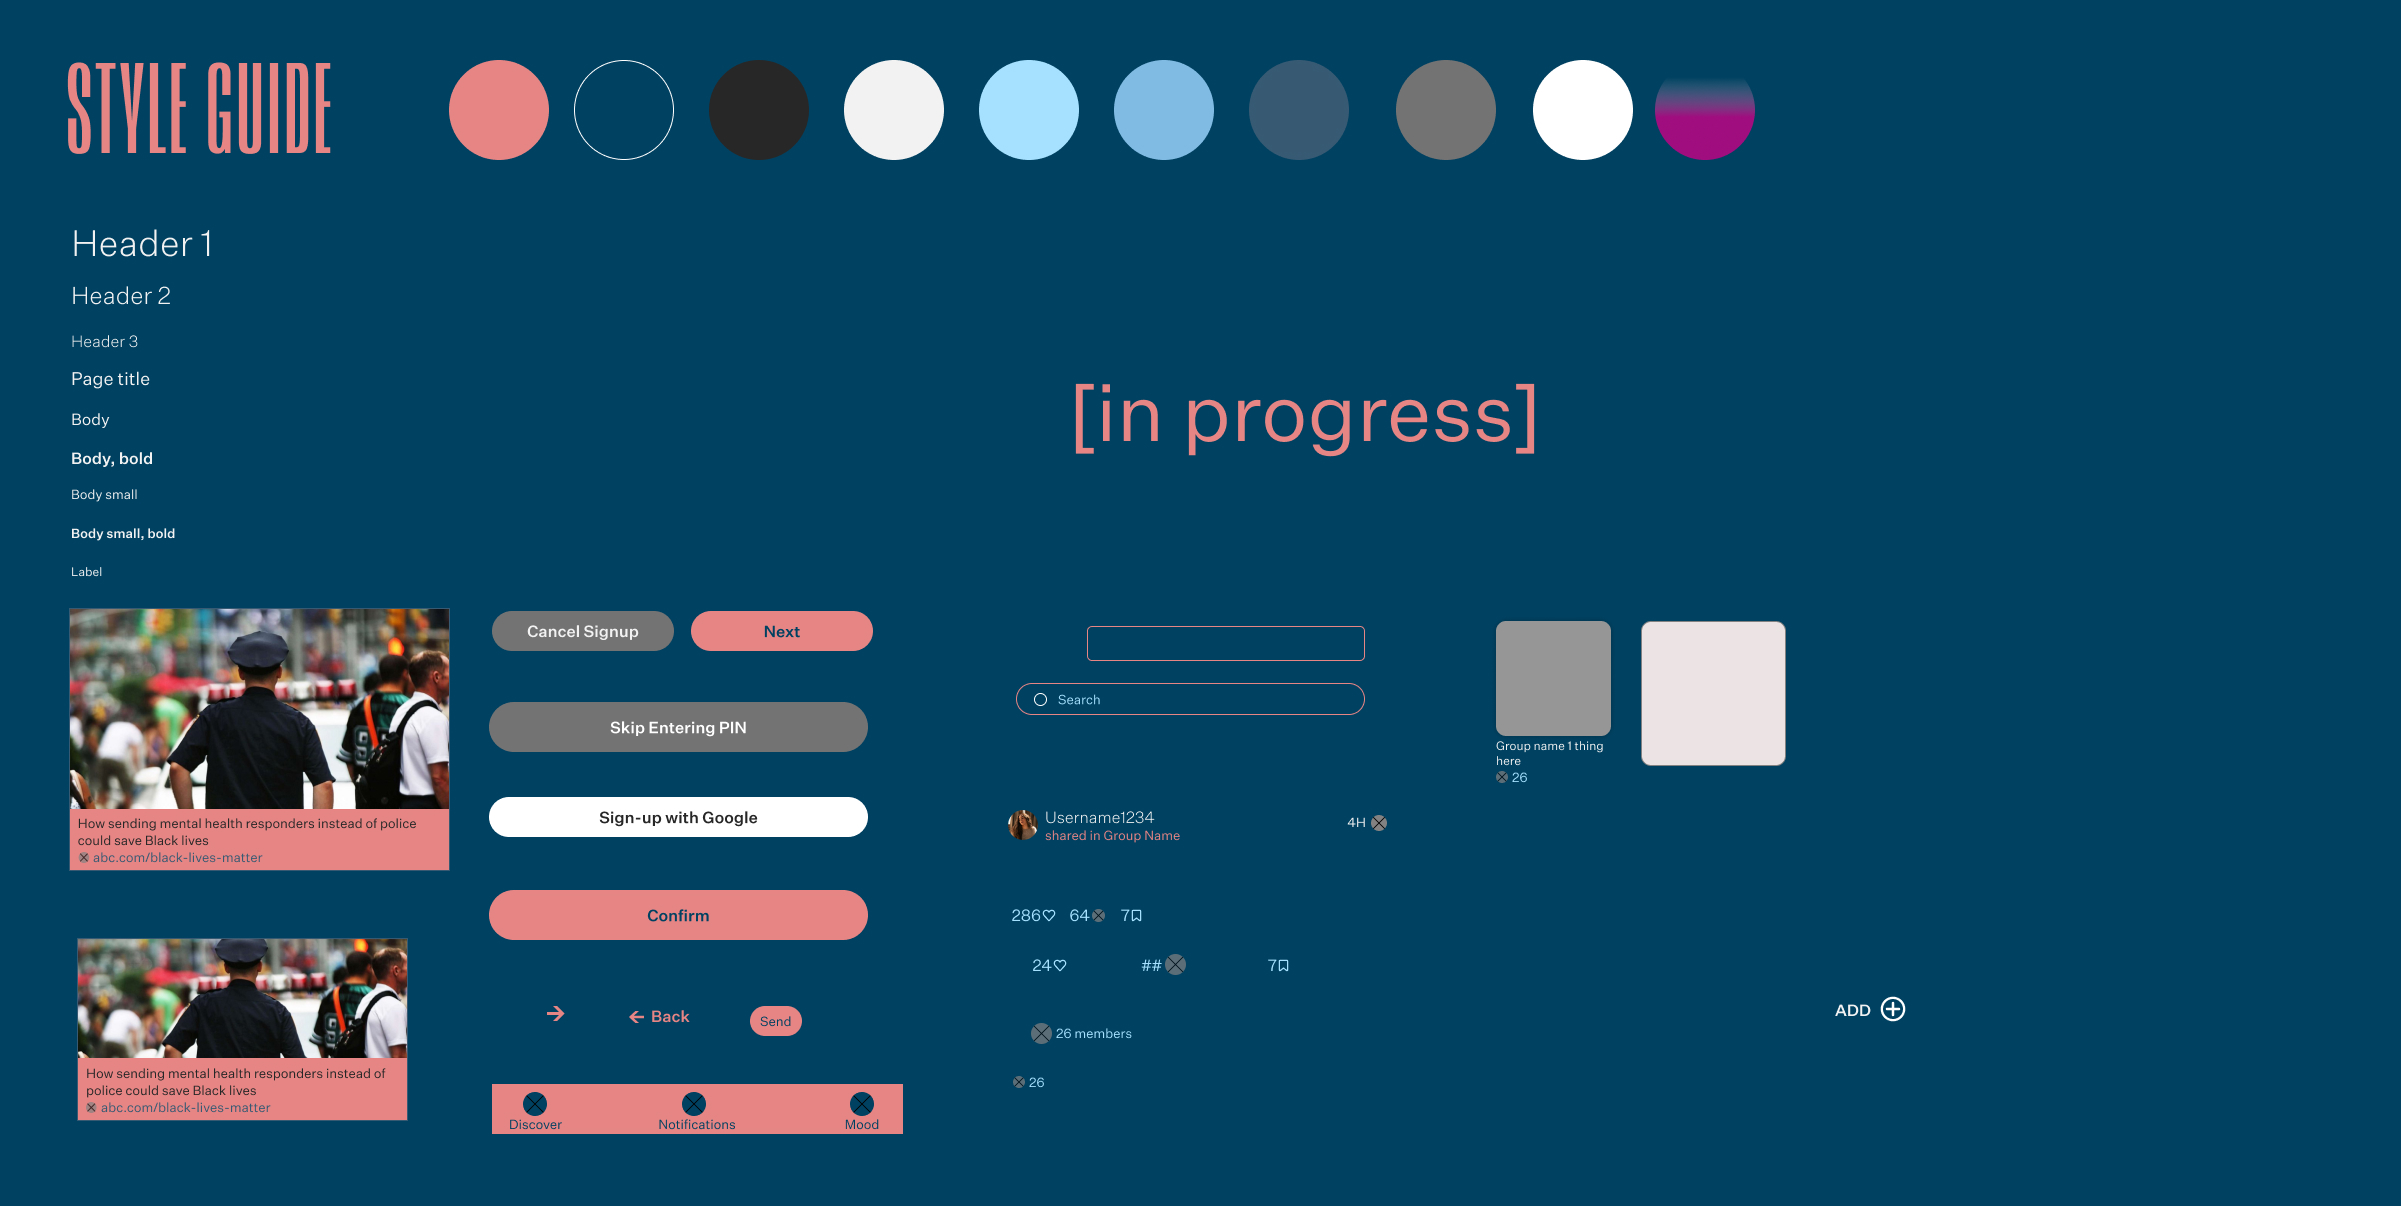 STYLE GUIDE
Header 1
Header 2
Header 3
Page title
Body
Body, bold
Body small
Body small, bold
Label
[in progress]
How sending mental health responders instead of police
could save Black lives
abc.com/black-lives-matter
How sending mental health responders instead of
police could save Black lives
abc.com/black-lives-matter
Cancel Signup
Next
Skip Entering PIN
Sign-up with Google
Confirm
Back
Send
Discover
Notifications
Mood
Search
Username1234
shared in Group Name
4H
286
64
7
24
##
7
26 members
26
Group name 1 thing
here
26
ADD